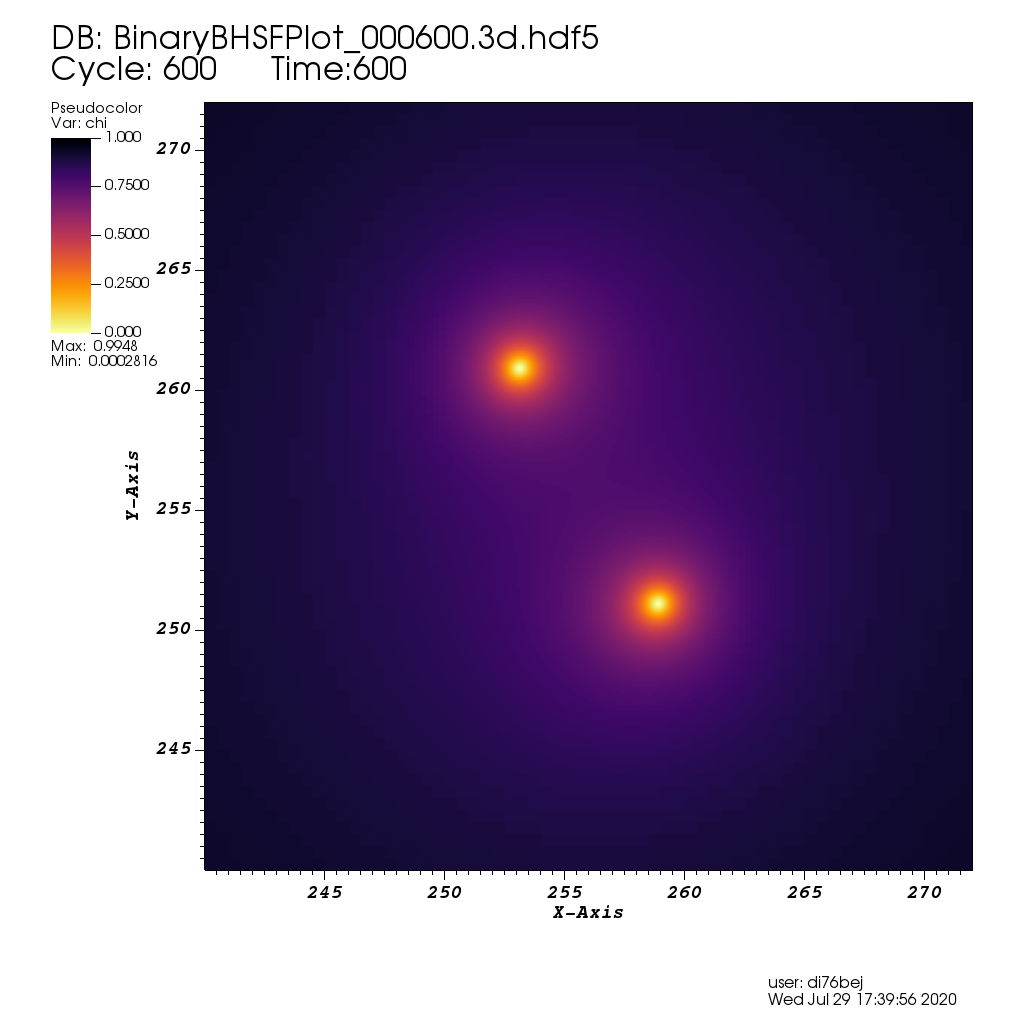 DB: BinaryBHSFPlot_000600.3d.hdf5
Cycle: 600 Time:600
Pseudocolor
Var: chi
1.000
0.7500
0.5000
0.2500
0.000
Max: 0.9948
Min: 0.0002816
270
265
260
255
250
245
Y-Axis
245 250 255 260 265 270
X-Axis
user: di76bej
Wed Jul 29 17:39:56 2020